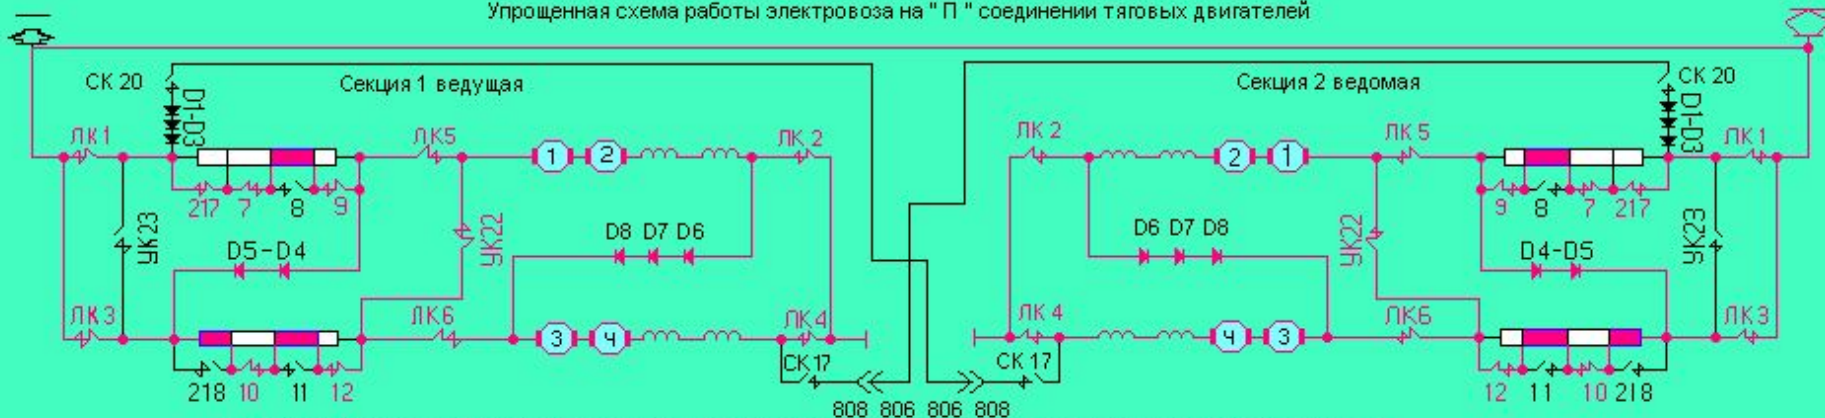 Упрощенная схема работы электровоза на " П " соединении тяговых двигателей
СК 20 Секция 1 ведущая Секция 2 ведомая СК 20
D1-D3 D1-D3
ЛК1 ЛК5 1 2 ЛК 2 ЛК 2 2 1 ЛК 5 ЛК1
217 7 8 9 9 8 7 217
УК23 УК22 УК22 УК23
D5-D4 D8 D7 D6 D6 D7 D8 D4-D5
ЛК3 ЛК6 3 4 ЛК4 ЛК 4 4 3 ЛК6 ЛК3
СК17 СК 17
218 10 11 12 12 11 10 218
808 806 806 808